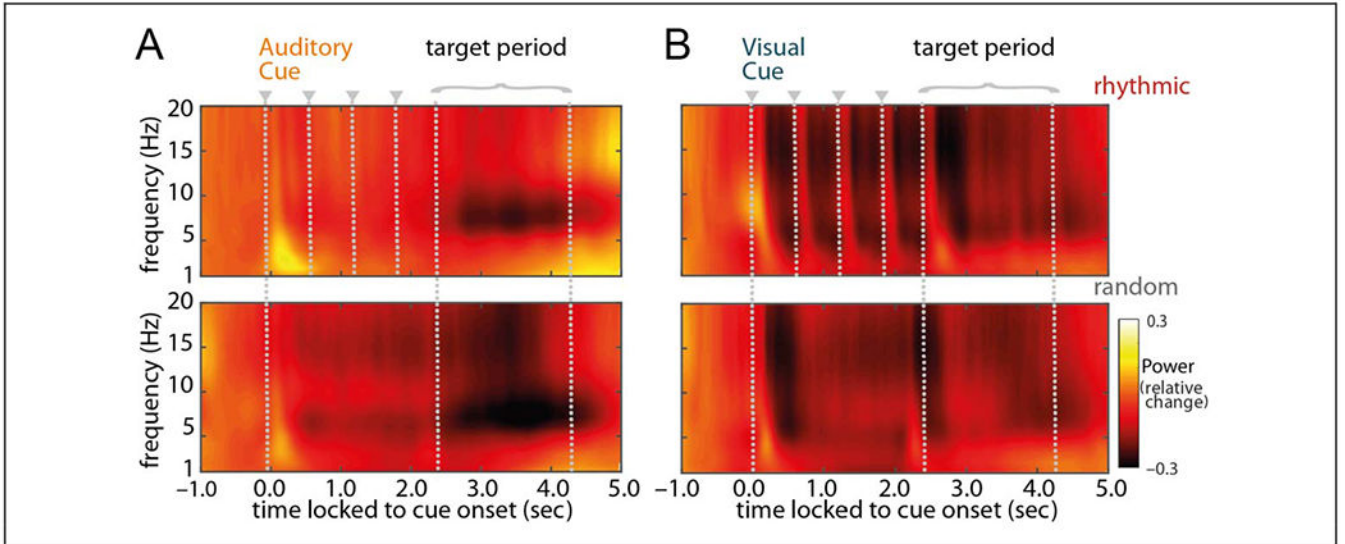 A
Auditory
Cue
target period
B
Visual
Cue
target period
rhythmic
frequency (Hz)
20
15
10
5
1
random
frequency (Hz)
20
15
10
5
1
0.3
Power
(relative
change)
−0.3
−1.0 0.0 1.0 2.0 3.0 4.0 5.0
time locked to cue onset (sec)
−1.0 0.0 1.0 2.0 3.0 4.0 5.0
time locked to cue onset (sec)